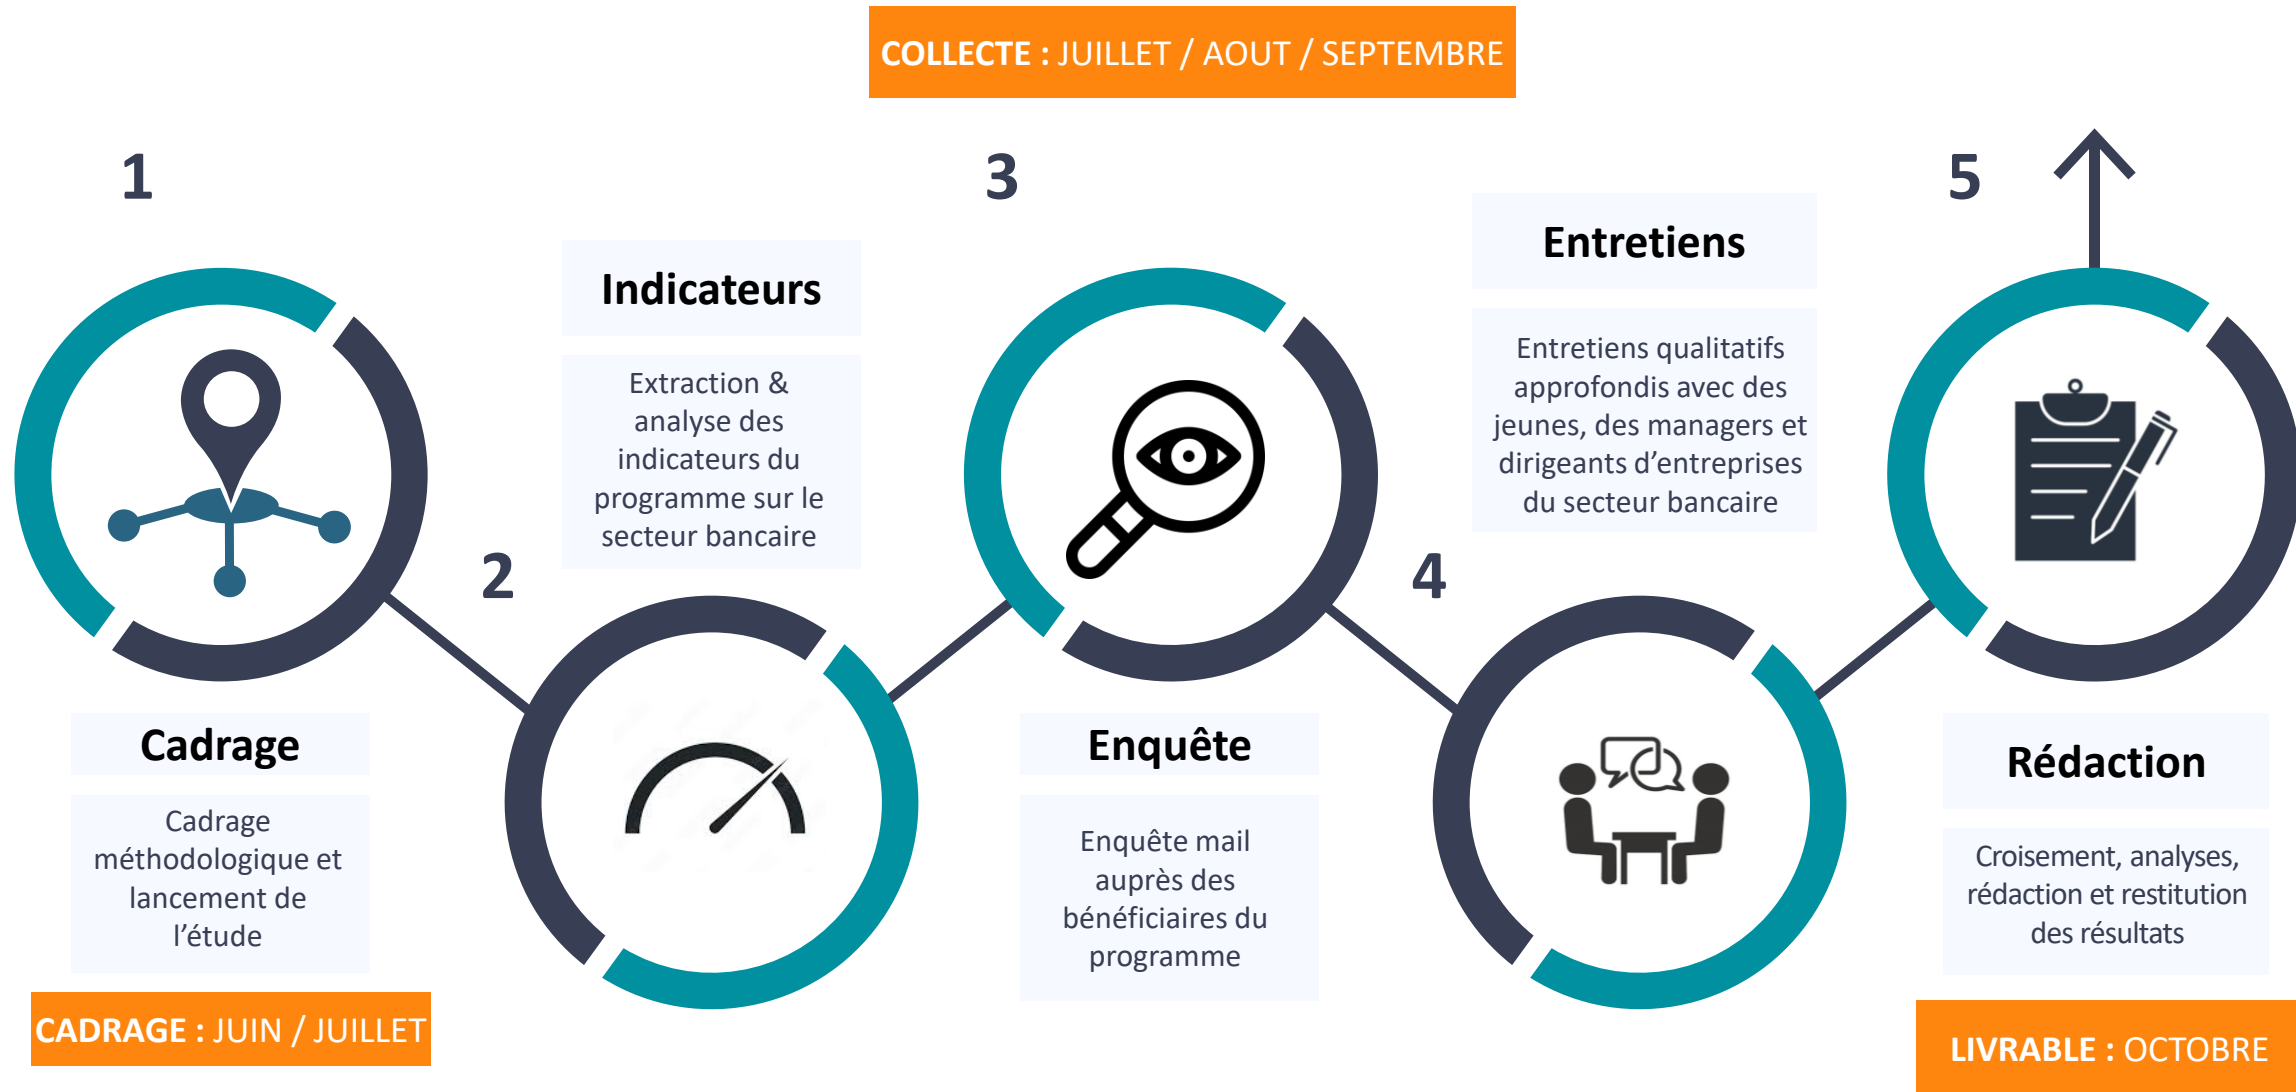 COLLECTE : JUILLET / AOUT / SEPTEMBRE
1
Cadrage
Cadrage
méthodologique et
lancement de
l’étude
CADRAGE : JUIN / JUILLET
2
Indicateurs
Extraction &
analyse des
indicateurs du
programme sur le
secteur bancaire
3
Enquête
Enquête mail
auprès des
bénéficiaires du
programme
4
Entretiens
Entretiens qualitatifs
approfondis avec des
jeunes, des managers et
dirigeants d’entreprises
du secteur bancaire
5
Rédaction
Croisement, analyses,
rédaction et restitution
des résultats
LIVRABLE : OCTOBRE